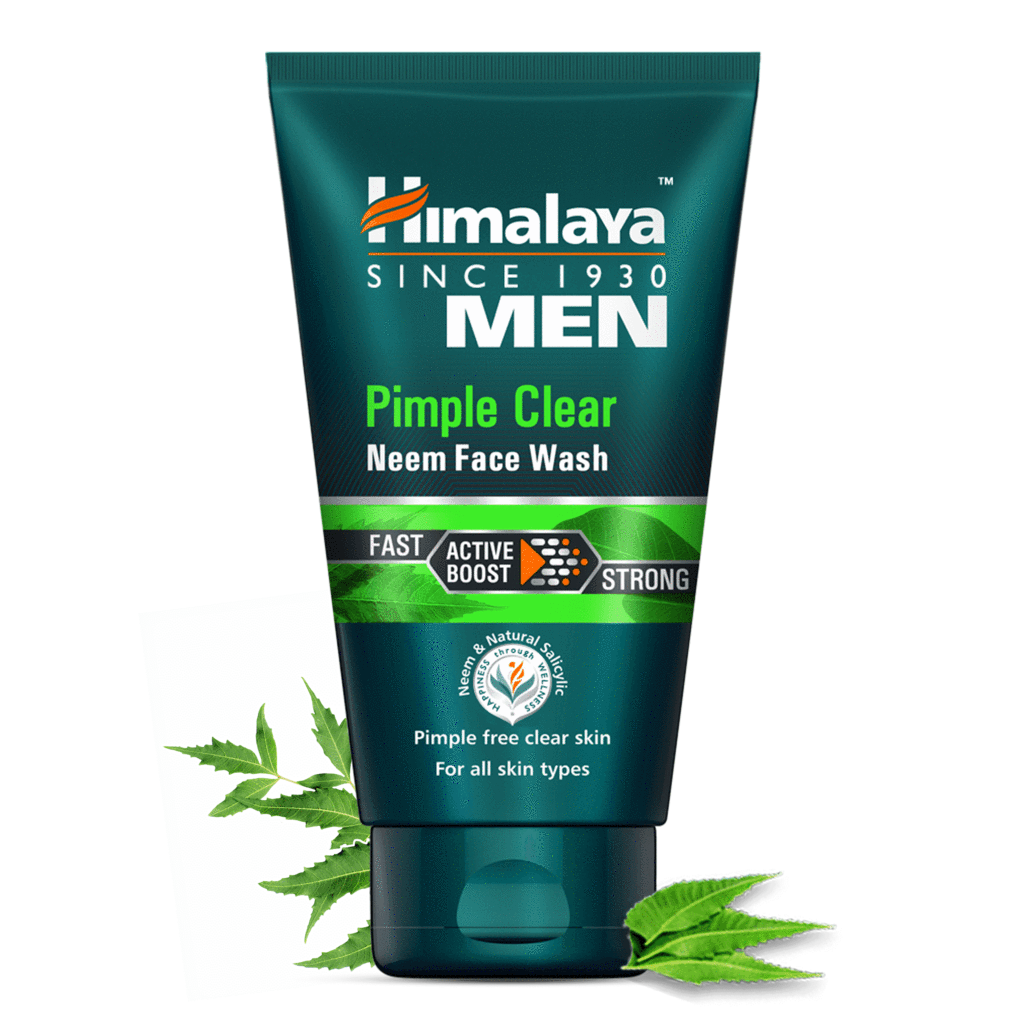 Himalaya™
SINCE 1930
MEN
Pimple Clear
Neem Face Wash
FAST
ACTIVE
BOOST
STRONG
Neem & Natural Salicylic
HAPPINESS through WELLNESS
Pimple free clear skin
For all skin types